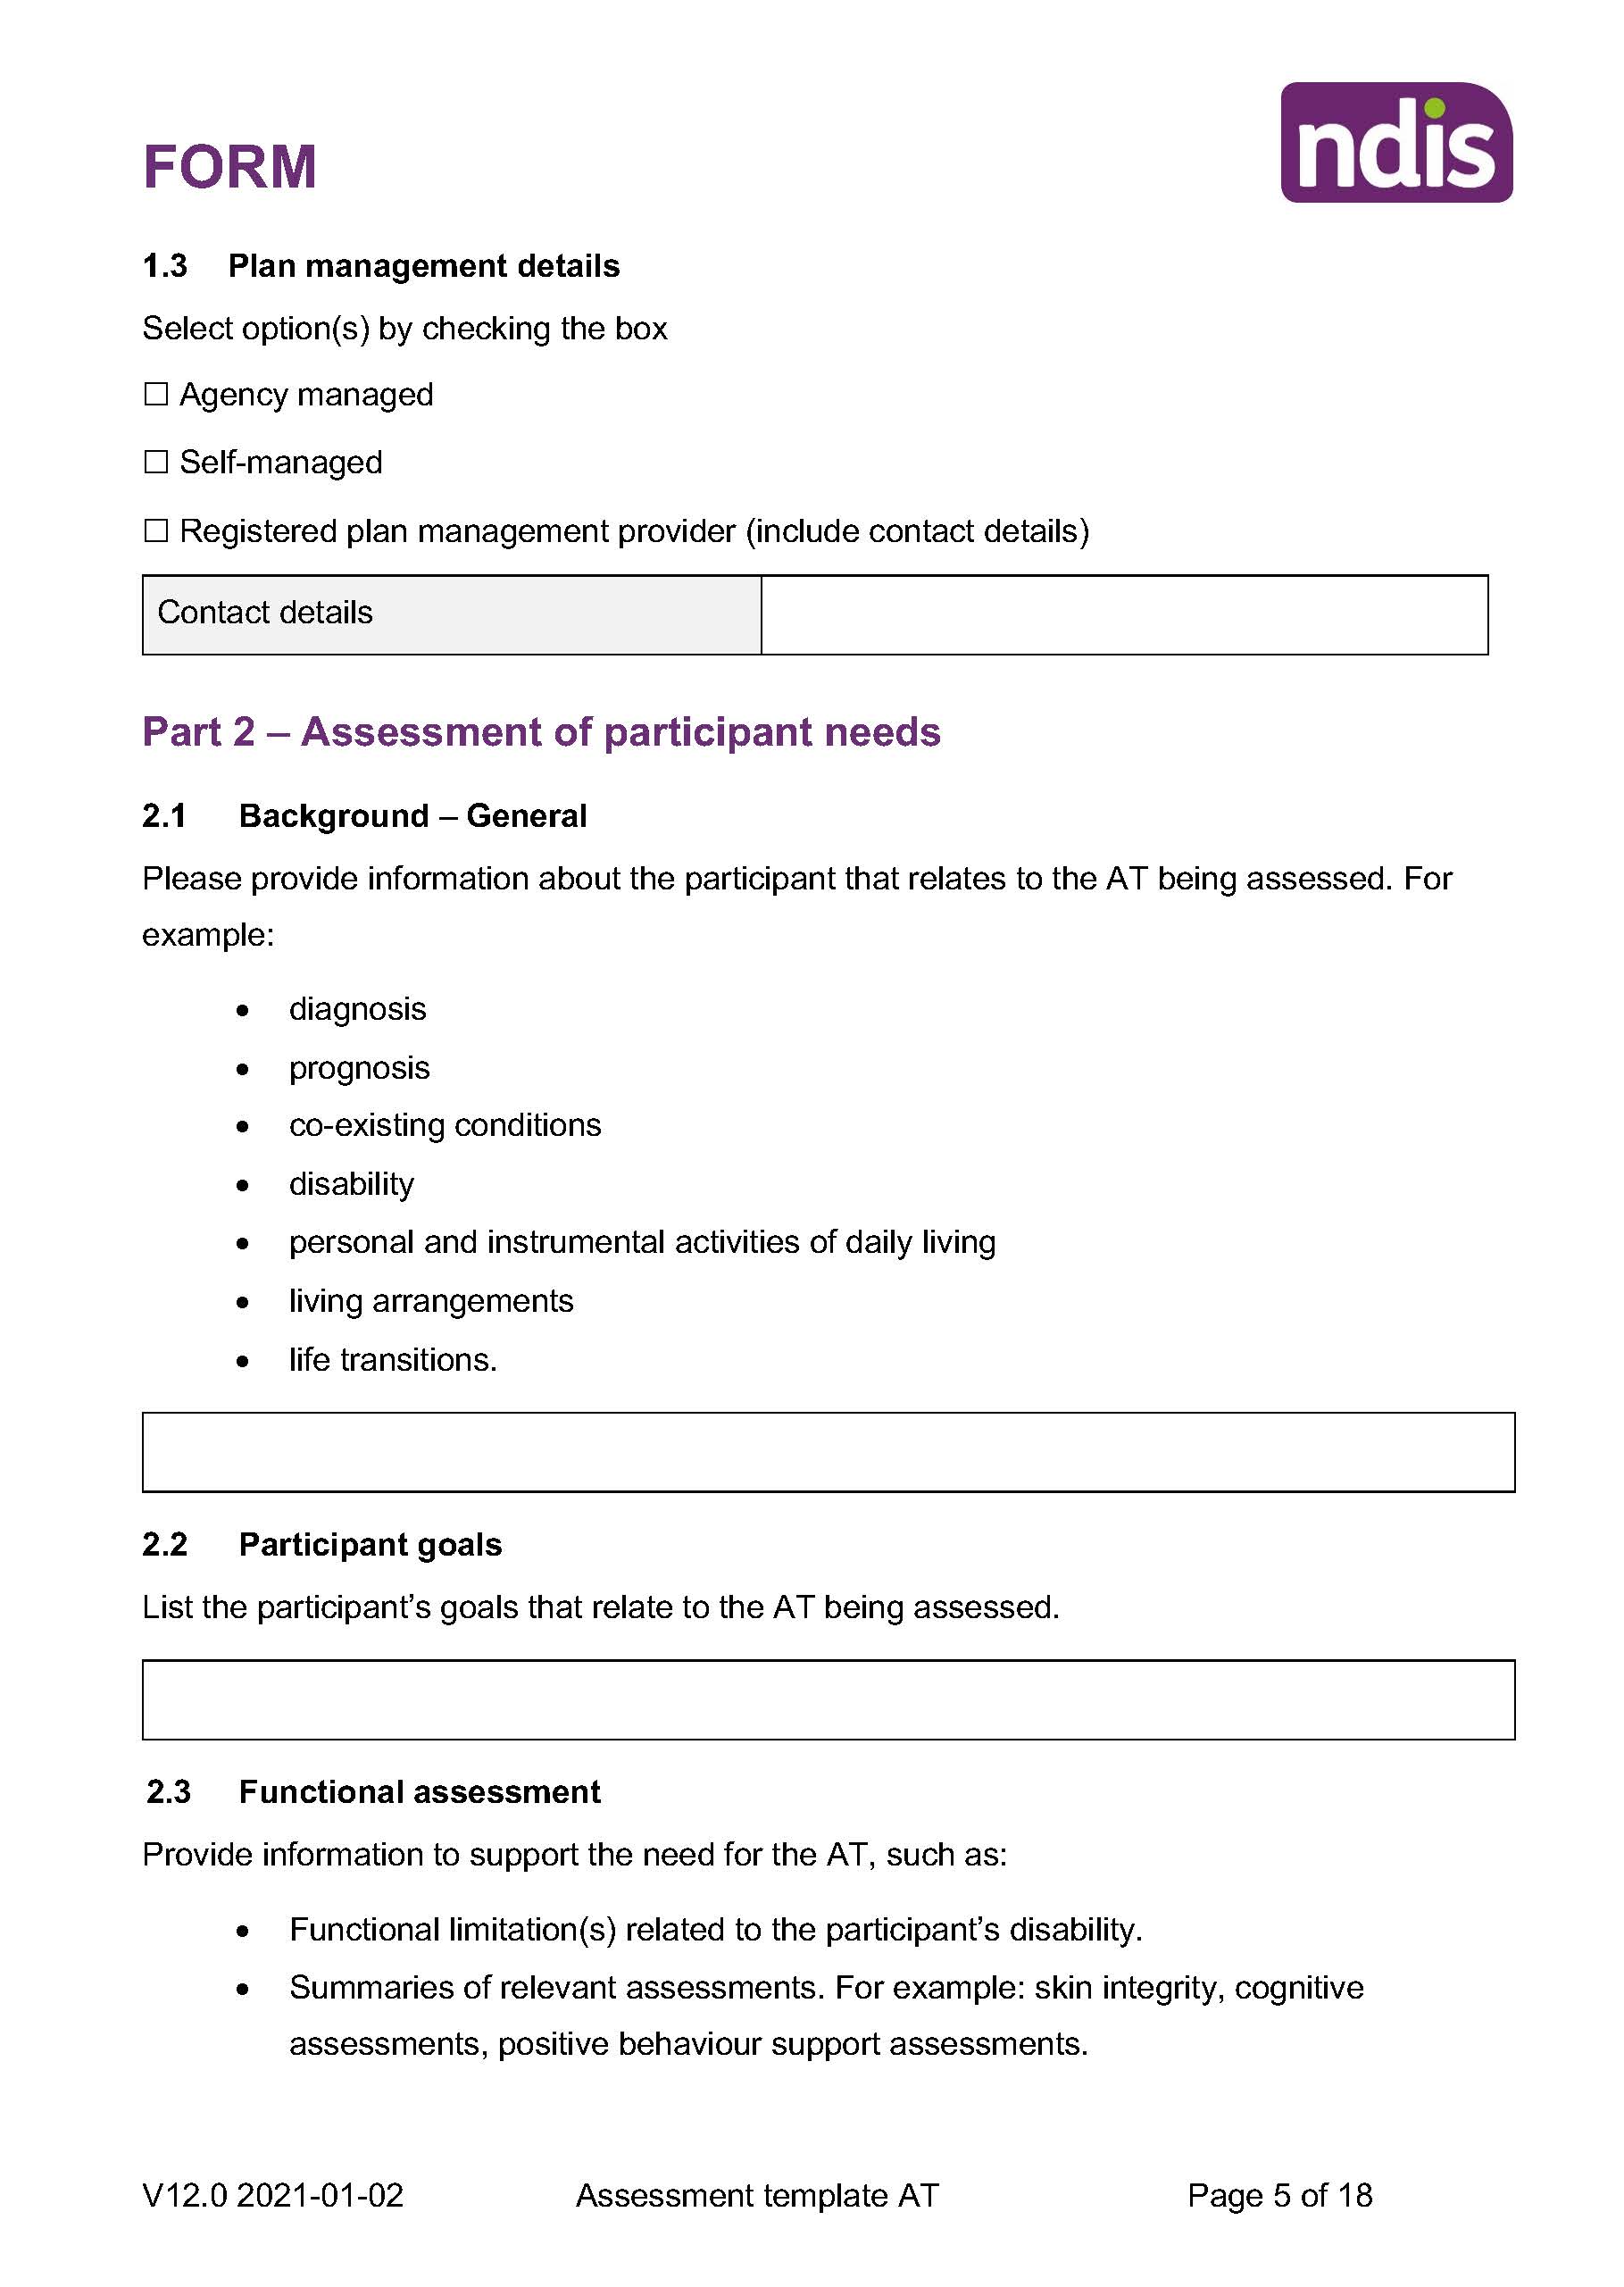 FORM
ndis
1.3 Plan management details
Select option(s) by checking the box
☐ Agency managed
☐ Self-managed
☐ Registered plan management provider (include contact details)
Contact details
Part 2 – Assessment of participant needs
2.1 Background – General
Please provide information about the participant that relates to the AT being assessed. For
example:
• diagnosis
• prognosis
• co-existing conditions
• disability
• personal and instrumental activities of daily living
• living arrangements
• life transitions.
2.2 Participant goals
List the participant’s goals that relate to the AT being assessed.
2.3 Functional assessment
Provide information to support the need for the AT, such as:
• Functional limitation(s) related to the participant’s disability.
• Summaries of relevant assessments. For example: skin integrity, cognitive
assessments, positive behaviour support assessments.
V12.0 2021-01-02 Assessment template AT Page 5 of 18